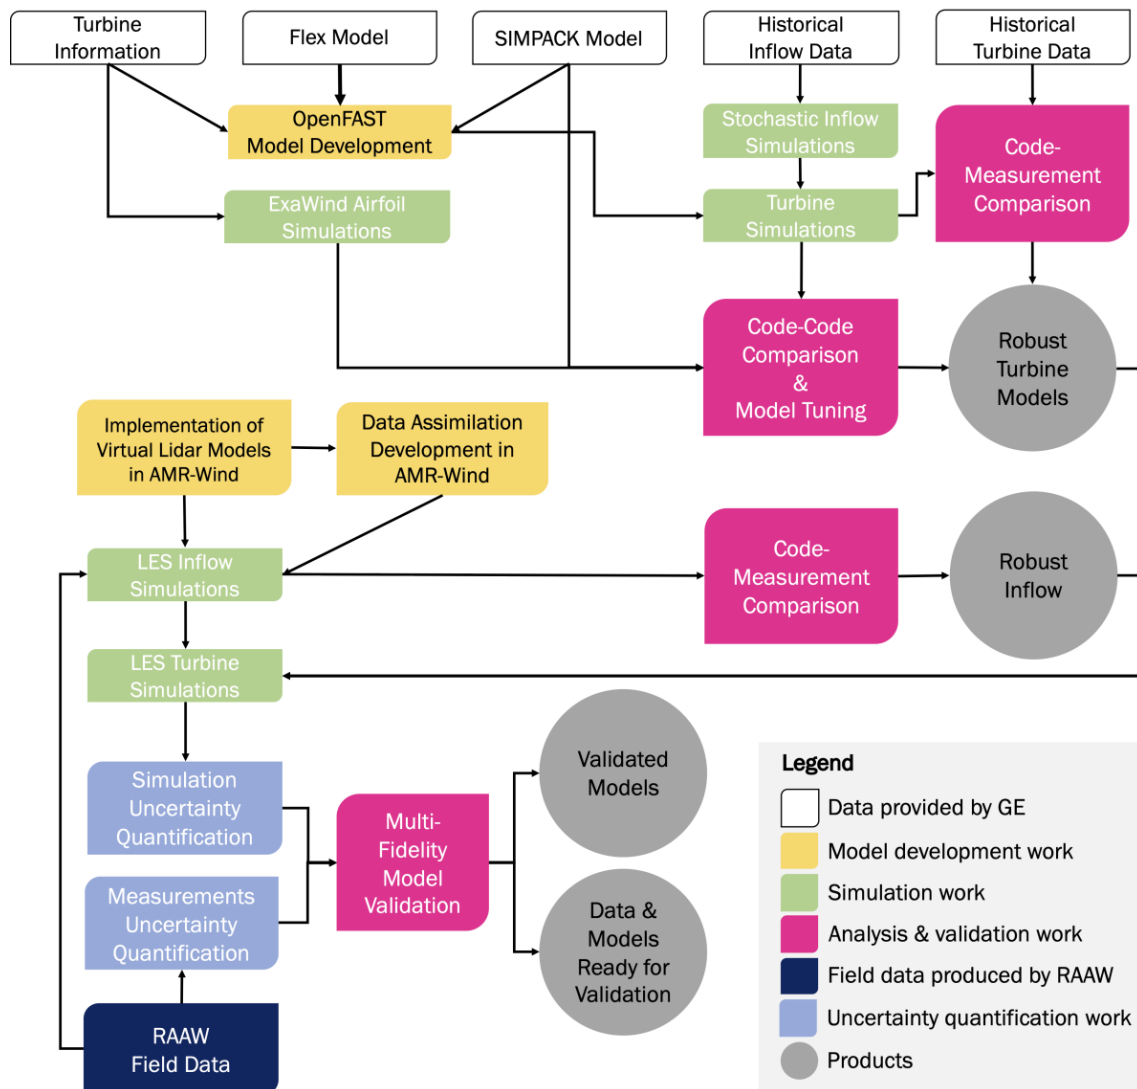 Turbine
Information
Flex Model
SIMPACK Model
Historical
Inflow Data
Historical
Turbine Data
OpenFAST
Model Development
Stochastic Inflow
Simulations
Code-
Measurement
Comparison
ExaWind Airfoil
Simulations
Turbine
Simulations
Code-Code
Comparison
&
Model Tuning
Robust
Turbine
Models
Implementation of
Virtual Lidar Models
in AMR-Wind
Data Assimilation
Development in
AMR-Wind
LES Inflow
Simulations
Code-
Measurement
Comparison
Robust
Inflow
LES Turbine
Simulations
Simulation
Uncertainty
Quantification
Measurements
Uncertainty
Quantification
Multi-
Fidelity
Model
Validation
Validated
Models
Data &
Models
Ready for
Validation
RAAW
Field Data
Legend
Data provided by GE
Model development work
Simulation work
Analysis & validation work
Field data produced by RAAW
Uncertainty quantification work
Products